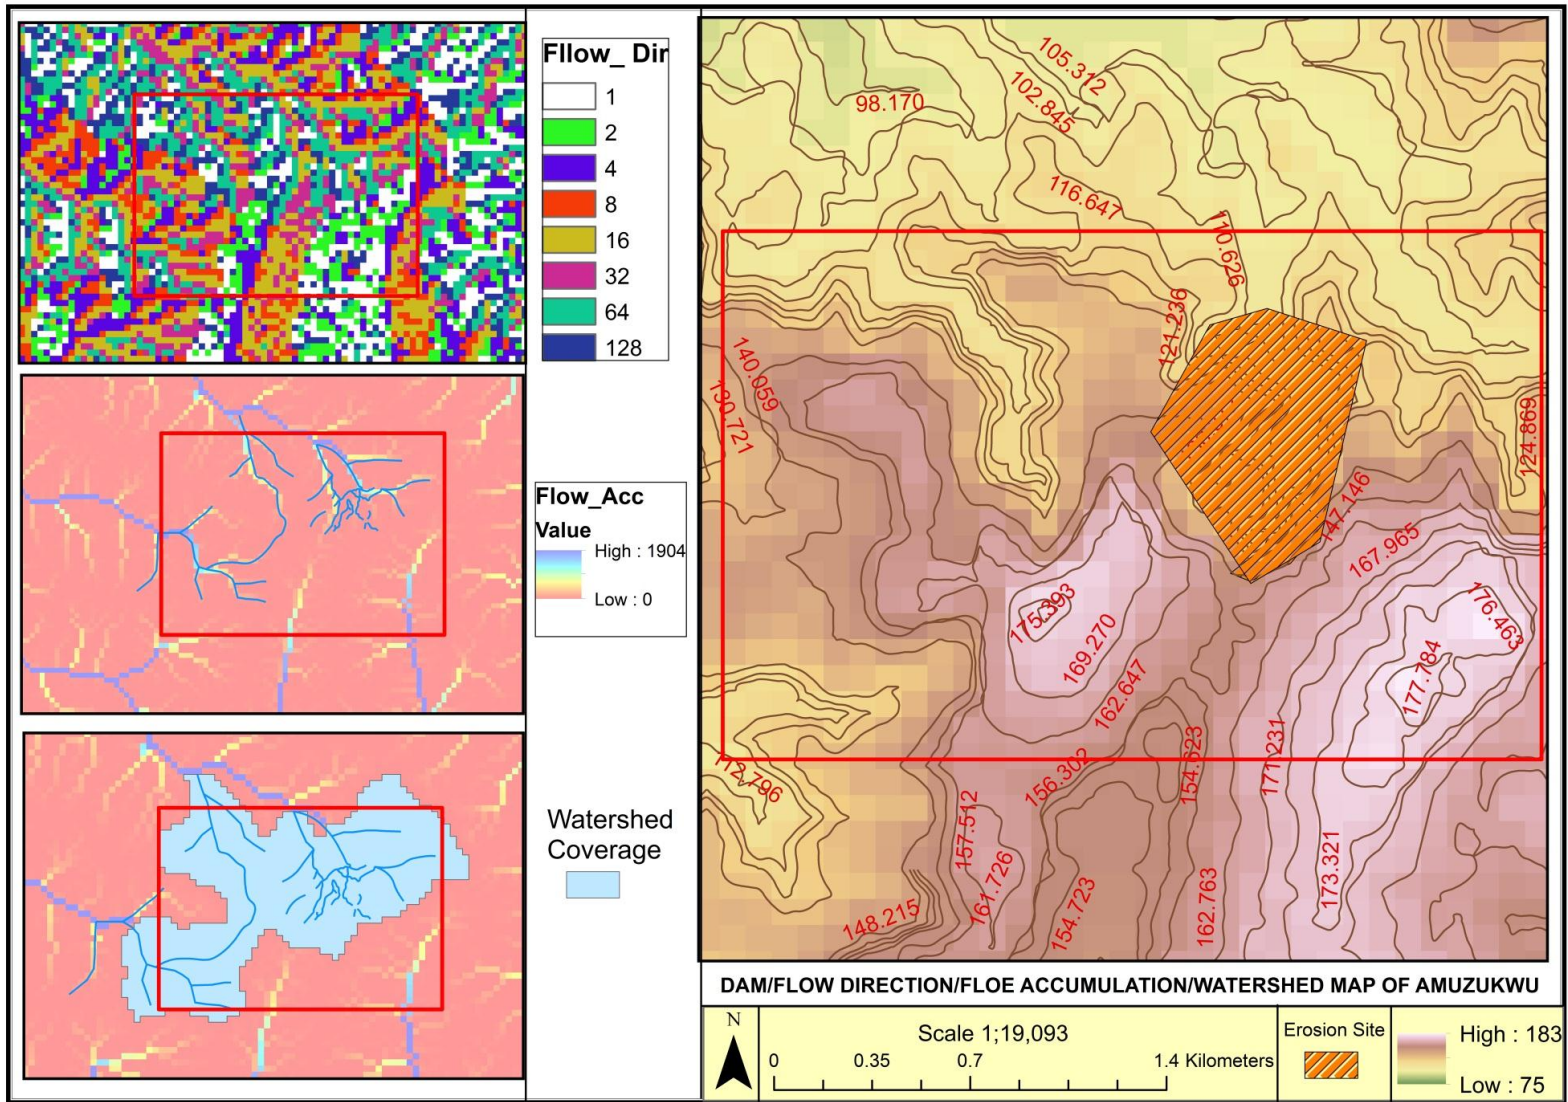 Fllow_ Dir
1
2
4
8
16
32
64
128
Flow_Acc
Value
High : 1904
Low : 0
Watershed
Coverage
105.312
102.845
98.170
116.647
110.626
121.236
140.059
130.721
124.869
147.146
167.965
175.393
169.270
176.463
177.784
162.647
112.796
156.302
154.623
171.231
157.512
161.726
173.321
148.215
154.723
162.763
DAM/FLOW DIRECTION/FLOE ACCUMULATION/WATERSHED MAP OF AMUZUKWU
N
Scale 1;19,093
0 0.35 0.7 1.4 Kilometers
Erosion Site
High : 183
Low : 75